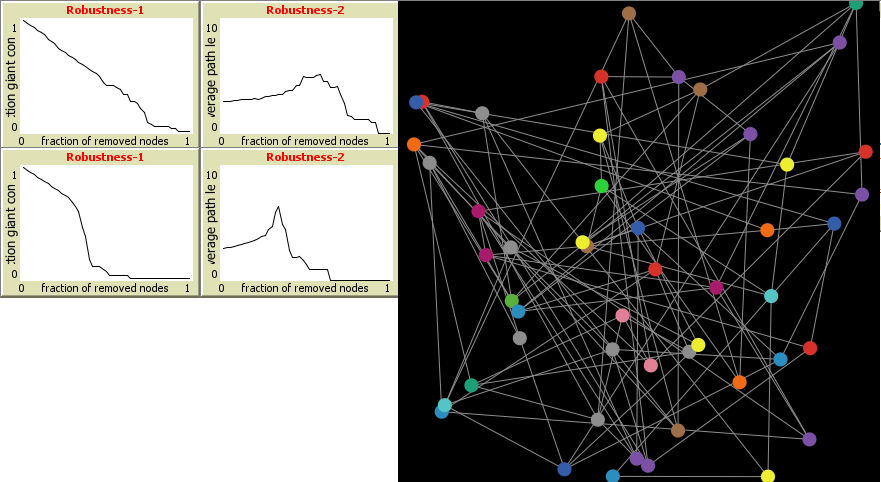 Robustness-1
1
:tion giant con
0
0
fraction of removed nodes
1
Robustness-2
10
verage path le
0
0
fraction of removed nodes
1
Robustness-1
1
:tion giant con
0
0
fraction of removed nodes
1
Robustness-2
10
verage path le
0
0
fraction of removed nodes
1